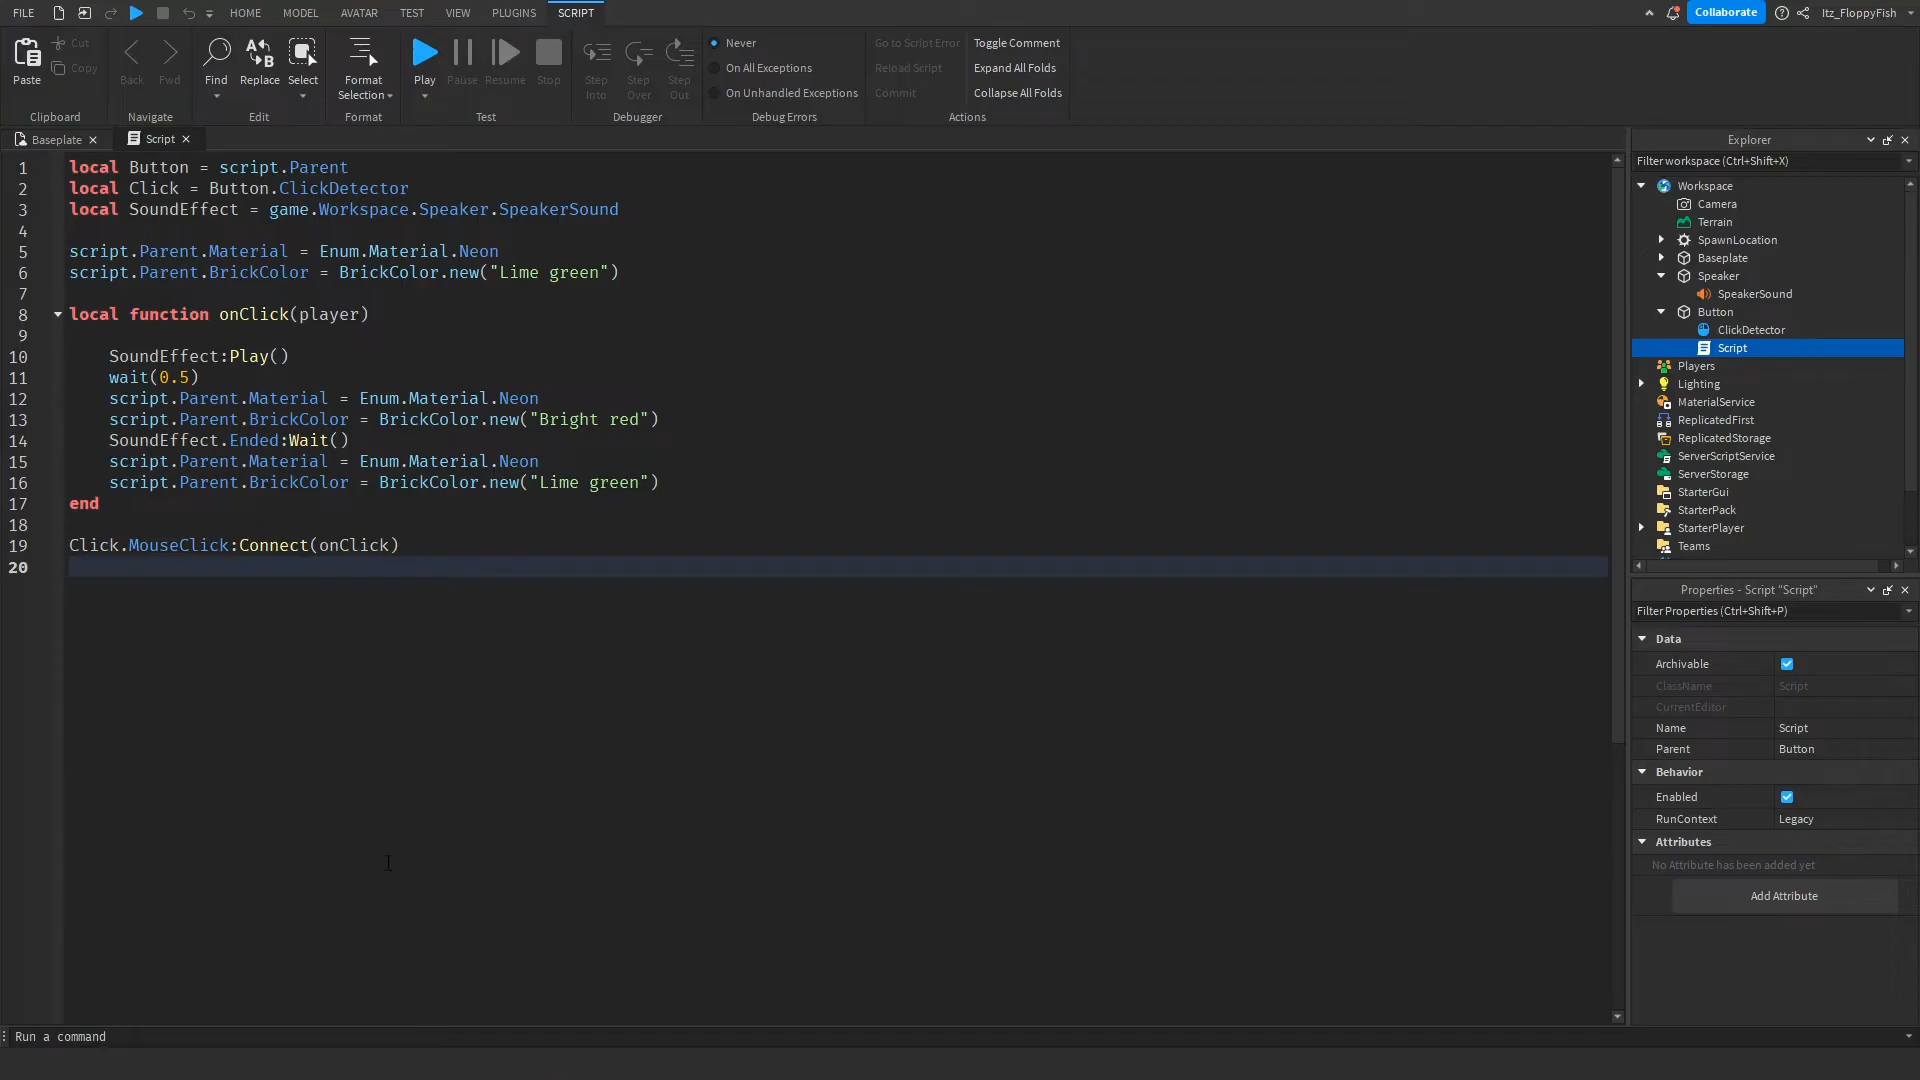 FILE HOME MODEL AVATAR TEST VIEW PLUGINS SCRIPT Collaborate Itz_FloppyFish
Paste Cut Copy Clipboard
Back Fwd Navigate
Find Replace Select Edit
Format Selection Format
Play Pause Resume Stop Test
Step Into Step Over Step Out Debugger
Never
On All Exceptions
On Unhandled Exceptions
Debug Errors
Go to Script Error Toggle Comment
Reload Script Expand All Folds
Commit Collapse All Folds
Actions
Baseplate Script
1 local Button = script.Parent
2 local Click = Button.ClickDetector
3 local SoundEffect = game.Workspace.Speaker.SpeakerSound
4
5 script.Parent.Material = Enum.Material.Neon
6 script.Parent.BrickColor = BrickColor.new("Lime green")
7
8 local function onClick(player)
9
10 SoundEffect:Play()
11 wait(0.5)
12 script.Parent.Material = Enum.Material.Neon
13 script.Parent.BrickColor = BrickColor.new("Bright red")
14 SoundEffect.Ended:Wait()
15 script.Parent.Material = Enum.Material.Neon
16 script.Parent.BrickColor = BrickColor.new("Lime green")
17 end
18
19 Click.MouseClick:Connect(onClick)
20
Explorer
Filter workspace (Ctrl+Shift+X)
Workspace
Camera
Terrain
SpawnLocation
Baseplate
Speaker
SpeakerSound
Button
ClickDetector
Script
Players
Lighting
MaterialService
ReplicatedFirst
ReplicatedStorage
ServerScriptService
ServerStorage
StarterGui
StarterPack
StarterPlayer
Teams
Properties - Script "Script"
Filter Properties (Ctrl+Shift+P)
Data
Archivable
ClassName Script
CurrentEditor
Name Script
Parent Button
Behavior
Enabled
RunContext Legacy
Attributes
No Attribute has been added yet
Add Attribute
Run a command